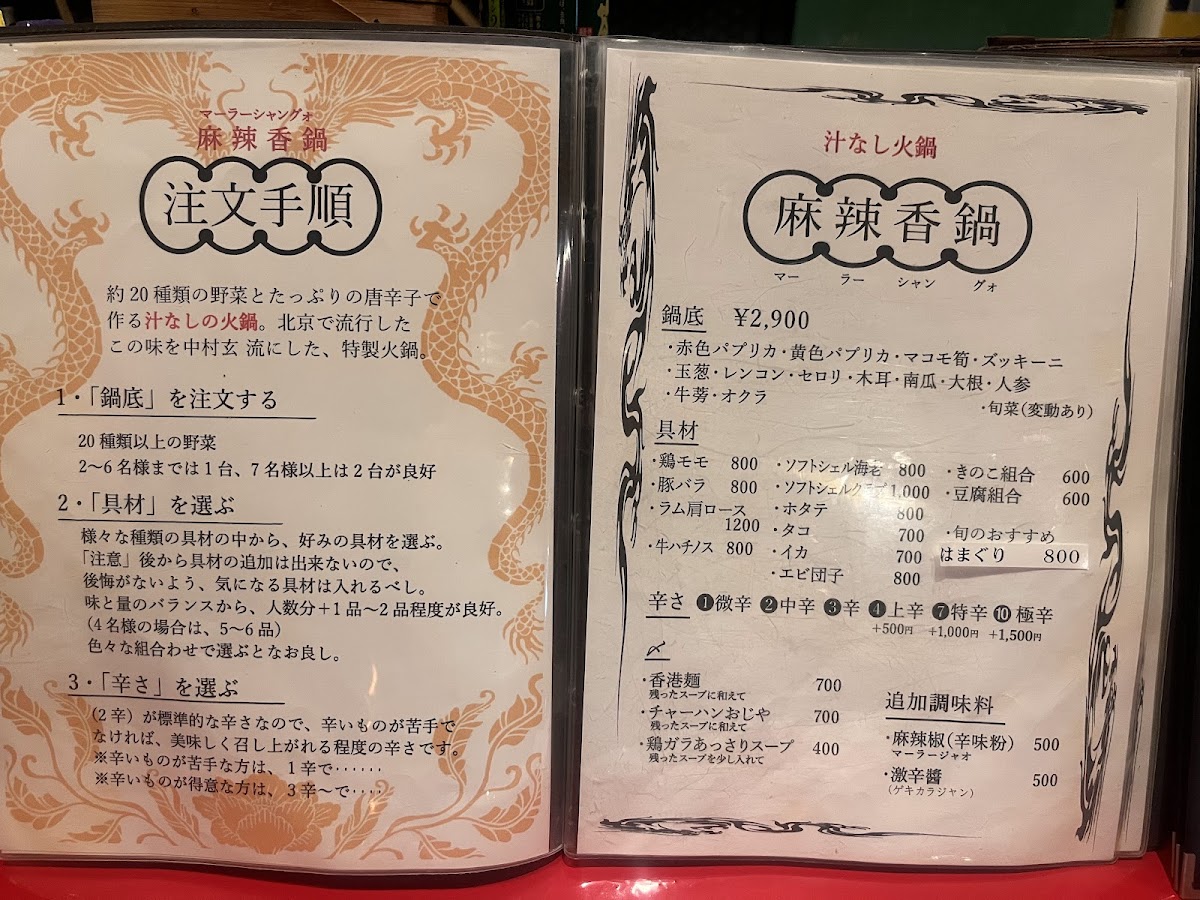 マーラーシャングォ
麻辣香鍋
注文手順
約20種類の野菜とたっぷりの唐辛子で
作る汁なしの火鍋。北京で流行した
この味を中村玄 流にした、特製火鍋。
1・「鍋底」を注文する
20種類以上の野菜
2〜6名様までは1台、7名様以上は2台が良好
2・「具材」を選ぶ
様々な種類の具材の中から、好みの具材を選ぶ。
「注意」後から具材の追加は出来ないので、
後悔がないよう、気になる具材は入れるべし。
味と量のバランスから、人数分+1品〜2品程度が良好。
（4名様の場合は、5〜6品）
色々な組合わせで選ぶとなお良し。
3・「辛さ」を選ぶ
（2辛）が標準的な辛さなので、辛いものが苦手で
なければ、美味しく召し上がれる程度の辛さです。
※辛いものが苦手な方は、1辛で‥‥‥
※辛いものが得意な方は、3辛〜で‥‥
汁なし火鍋
麻辣香鍋
マー ラー シャン グォ
鍋底 ¥2,900
・赤色パプリカ・黄色パプリカ・マコモ筍・ズッキーニ
・玉葱・レンコン・セロリ・木耳・南瓜・大根・人参
・牛蒡・オクラ
・旬菜（変動あり）
具材
・鶏モモ 800
・豚バラ 800
・ラム肩ロース
1200
・牛ハチノス 800
・ソフトシェル海老 800
・ソフトシェルクラブ 1,000
・ホタテ 800
・タコ 700
・イカ 700
・エビ団子 800
・きのこ組合 600
・豆腐組合 600
・旬のおすすめ
はまぐり 800
辛さ ❶微辛 ❷中辛 ❸辛 ❹上辛 ❼特辛 ❿極辛
+500円 +1,000円 +1,500円
〆
・香港麺 700
残ったスープに和えて
・チャーハンおじや 700
残ったスープに和えて
・鶏ガラあっさりスープ 400
残ったスープを少し入れて
追加調味料
・麻辣椒（辛味粉） 500
マーラージャオ
・激辛醬 500
（ゲキカラジャン）